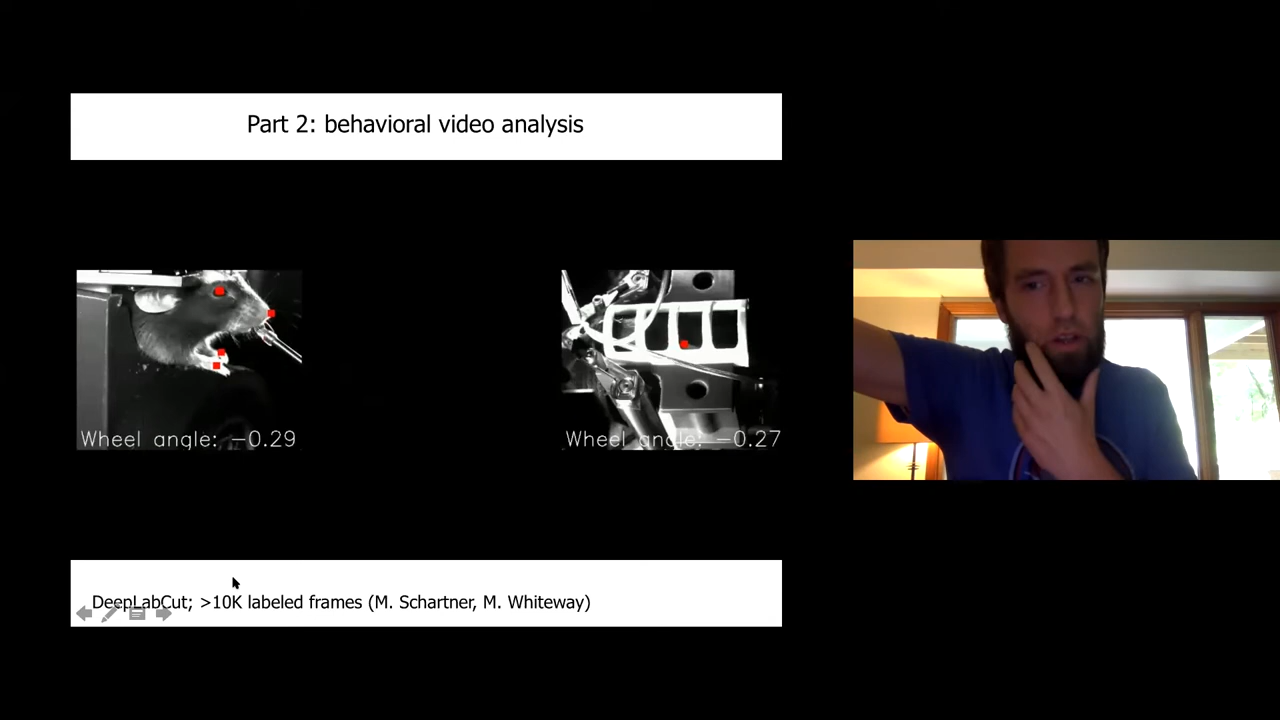 Part 2: behavioral video analysis
Wheel angle: −0.29
Wheel angle: −0.27
DeepLabCut; >10K labeled frames (M. Schartner, M. Whiteway)